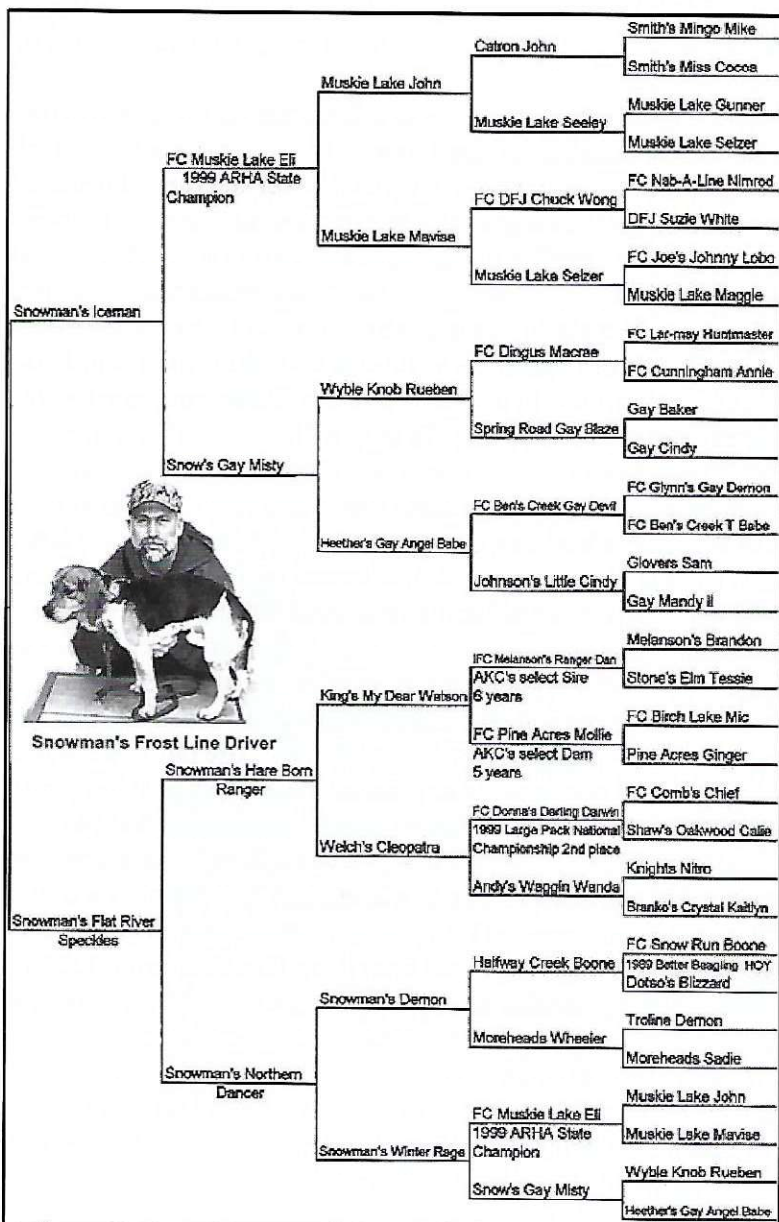 Smith's Mingo Mike
Catron John
Smith's Miss Cocoa
Muskie Lake John
Muskie Lake Gunner
Muskie Lake Seeley
Muskie Lake Selzer
FC Muskie Lake Eli
1999 ARHA State
Champion
FC Nab-A-Line Nimrod
FC DFJ Chuck Wong
DFJ Suzie White
Muskie Lake Mavise
FC Joe's Johnny Lobo
Muskie Lake Selzer
Muskie Lake Maggie
Snowman's Iceman
FC Lar-may Huntmaster
FC Dingus Macrae
FC Cunningham Annie
Wyble Knob Rueben
Gay Baker
Spring Road Gay Blaze
Gay Cindy
Snow's Gay Misty
FC Glynn's Gay Demon
FC Ben's Creek Gay Devil
FC Ben's Creek T Babe
Heether's Gay Angel Babe
Glovers Sam
Johnson's Little Cindy
Gay Mandy II
Melanson's Brandon
IFC Melanson's Ranger Dan
AKC's select Sire
6 years
Stone's Elm Tessie
King's My Dear Watson
FC Birch Lake Mic
FC Pine Acres Mollie
AKC's select Dam
5 years
Pine Acres Ginger
Snowman's Frost Line Driver
Snowman's Hare Born
Ranger
FC Comb's Chief
FC Donna's Darling Darwin
1999 Large Pack National
Championship 2nd place
Shaw's Oakwood Calie
Welch's Cleopatra
Knights Nitro
Andy's Waggin Wanda
Branko's Crystal Kaitlyn
Snowman's Flat River
Speckles
FC Snow Run Boone
1989 Better Beagling HOY
Halfway Creek Boone
Dotso's Blizzard
Snowman's Demon
Troline Demon
Moreheads Wheeler
Moreheads Sadie
Snowman's Northern
Dancer
Muskie Lake John
FC Muskie Lake Eli
1999 ARHA State
Champion
Muskie Lake Mavise
Snowman's Winter Rage
Wyble Knob Rueben
Snow's Gay Misty
Heether's Gay Angel Babe